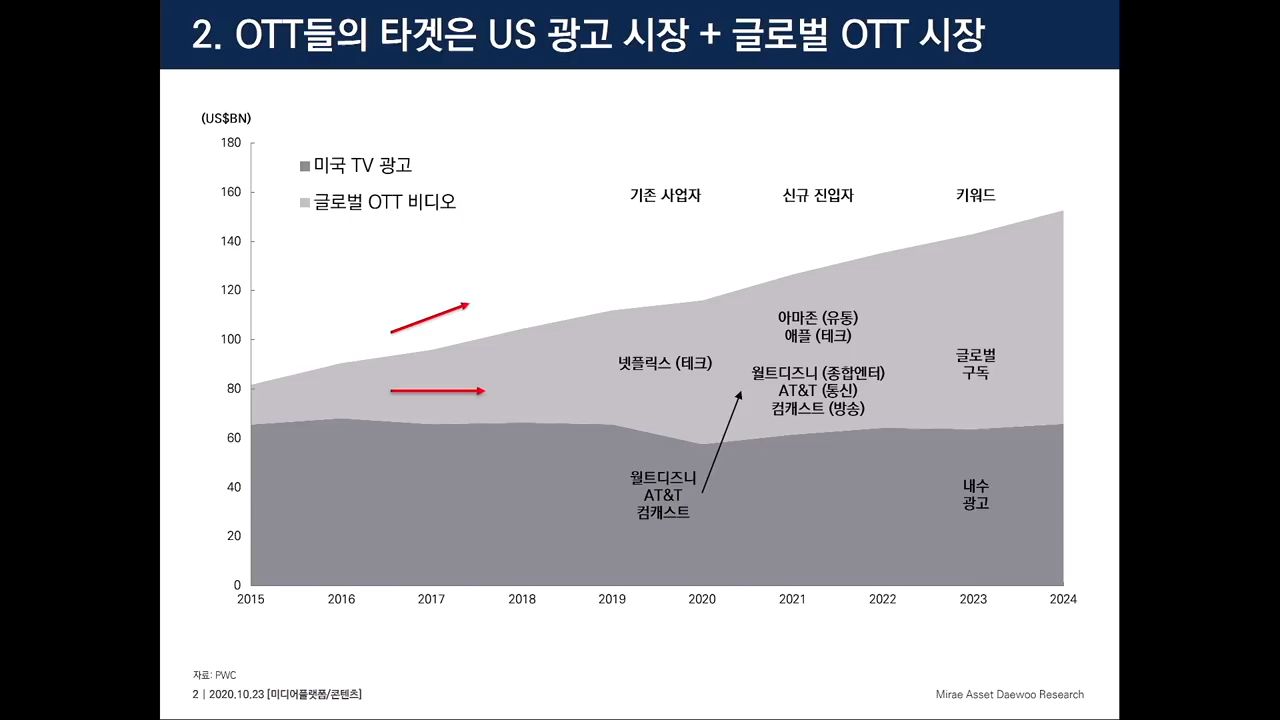 2. OTT들의 타겟은 US 광고 시장 + 글로벌 OTT 시장
(US$BN)
180
160
140
120
100
80
60
40
20
0
미국 TV 광고
글로벌 OTT 비디오
기존 사업자
신규 진입자
키워드
넷플릭스 (테크)
아마존 (유통)
애플 (테크)
월트디즈니 (종합엔터)
AT&T (통신)
컴캐스트 (방송)
글로벌
구독
월트디즈니
AT&T
컴캐스트
내수
광고
2015 2016 2017 2018 2019 2020 2021 2022 2023 2024
자료: PWC
2 | 2020.10.23 [미디어플랫폼/콘텐츠]
Mirae Asset Daewoo Research